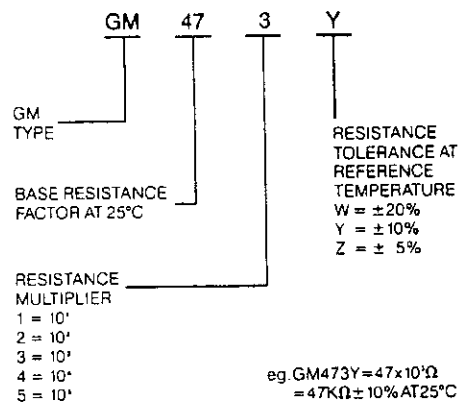 GM 47 3 Y
GM
TYPE
BASE RESISTANCE
FACTOR AT 25°C
RESISTANCE
MULTIPLIER
1 = 10¹
2 = 10²
3 = 10³
4 = 10⁴
5 = 10⁵
RESISTANCE
TOLERANCE AT
REFERENCE
TEMPERATURE
W = ±20%
Y = ±10%
Z = ± 5%
eg.GM473Y=47x10³Ω
=47KΩ±10% AT25°C